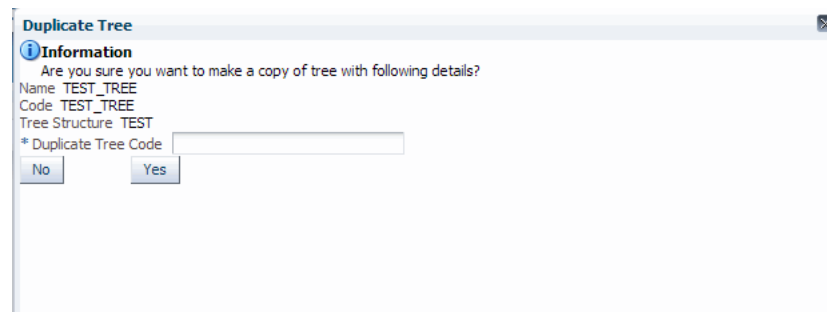 Duplicate Tree
Information
Are you sure you want to make a copy of tree with following details?
Name TEST_TREE
Code TEST_TREE
Tree Structure TEST
* Duplicate Tree Code
No Yes